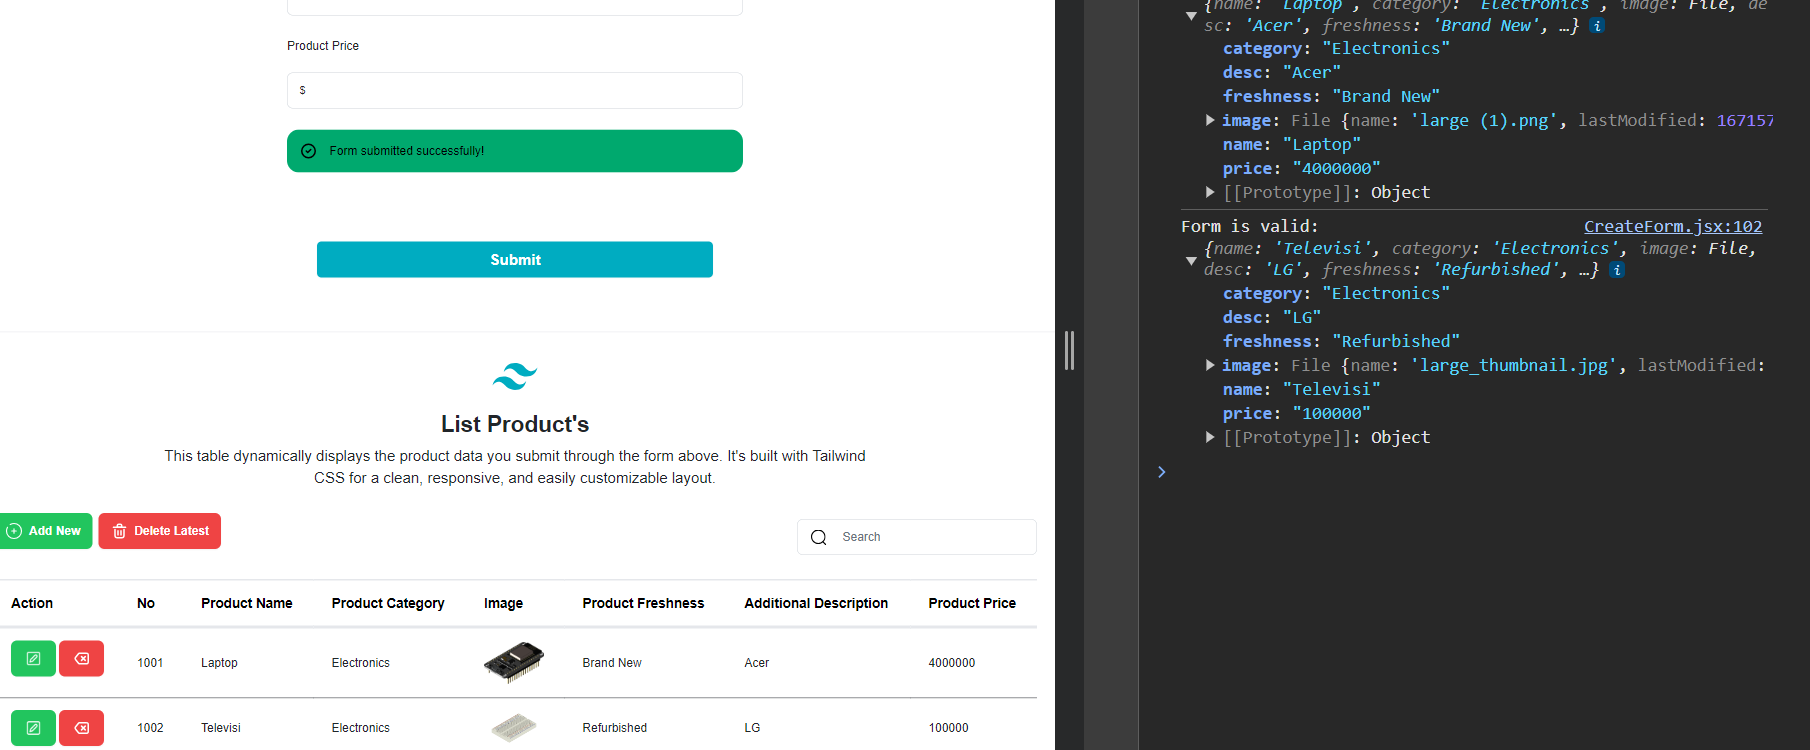 Product Price
$
Form submitted successfully!
Submit
List Product's
This table dynamically displays the product data you submit through the form above. It's built with Tailwind
CSS for a clean, responsive, and easily customizable layout.
Add New
Delete Latest
Search
Action No Product Name Product Category Image Product Freshness Additional Description Product Price
1001 Laptop Electronics Brand New Acer 4000000
1002 Televisi Electronics Refurbished LG 100000
{name: 'Laptop', category: 'Electronics', image: File, de
sc: 'Acer', freshness: 'Brand New', …} i
category: "Electronics"
desc: "Acer"
freshness: "Brand New"
image: File {name: 'large (1).png', lastModified: 167157
name: "Laptop"
price: "4000000"
[[Prototype]]: Object
Form is valid: CreateForm.jsx:102
{name: 'Televisi', category: 'Electronics', image: File,
desc: 'LG', freshness: 'Refurbished', …} i
category: "Electronics"
desc: "LG"
freshness: "Refurbished"
image: File {name: 'large_thumbnail.jpg', lastModified:
name: "Televisi"
price: "100000"
[[Prototype]]: Object